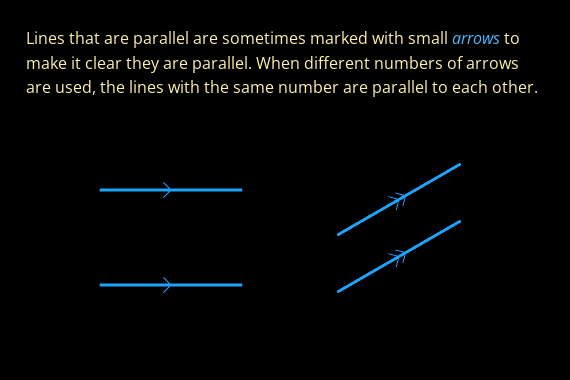 Lines that are parallel are sometimes marked with small arrows to
make it clear they are parallel. When different numbers of arrows
are used, the lines with the same number are parallel to each other.